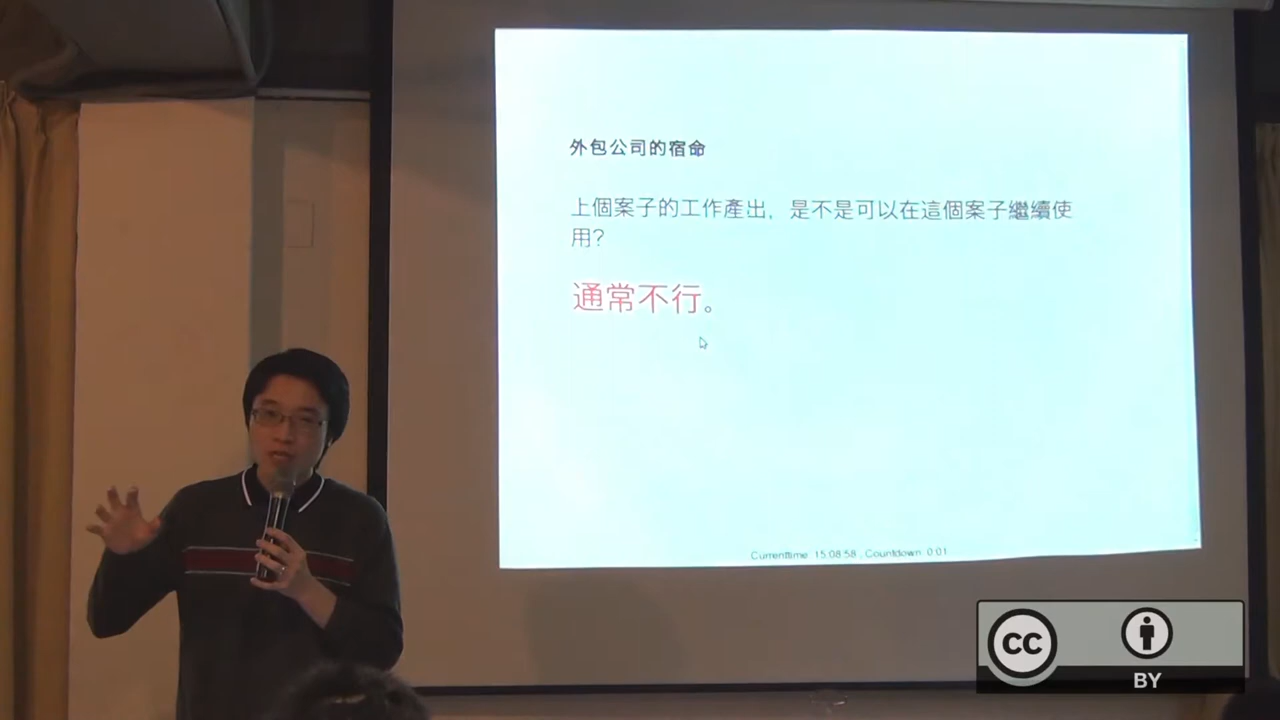 外包公司的宿命
上個案子的工作產出，是不是可以在這個案子繼續使
用？
通常不行。
Currenttime 15:08:58 , Countdown 0:01
CC
BY